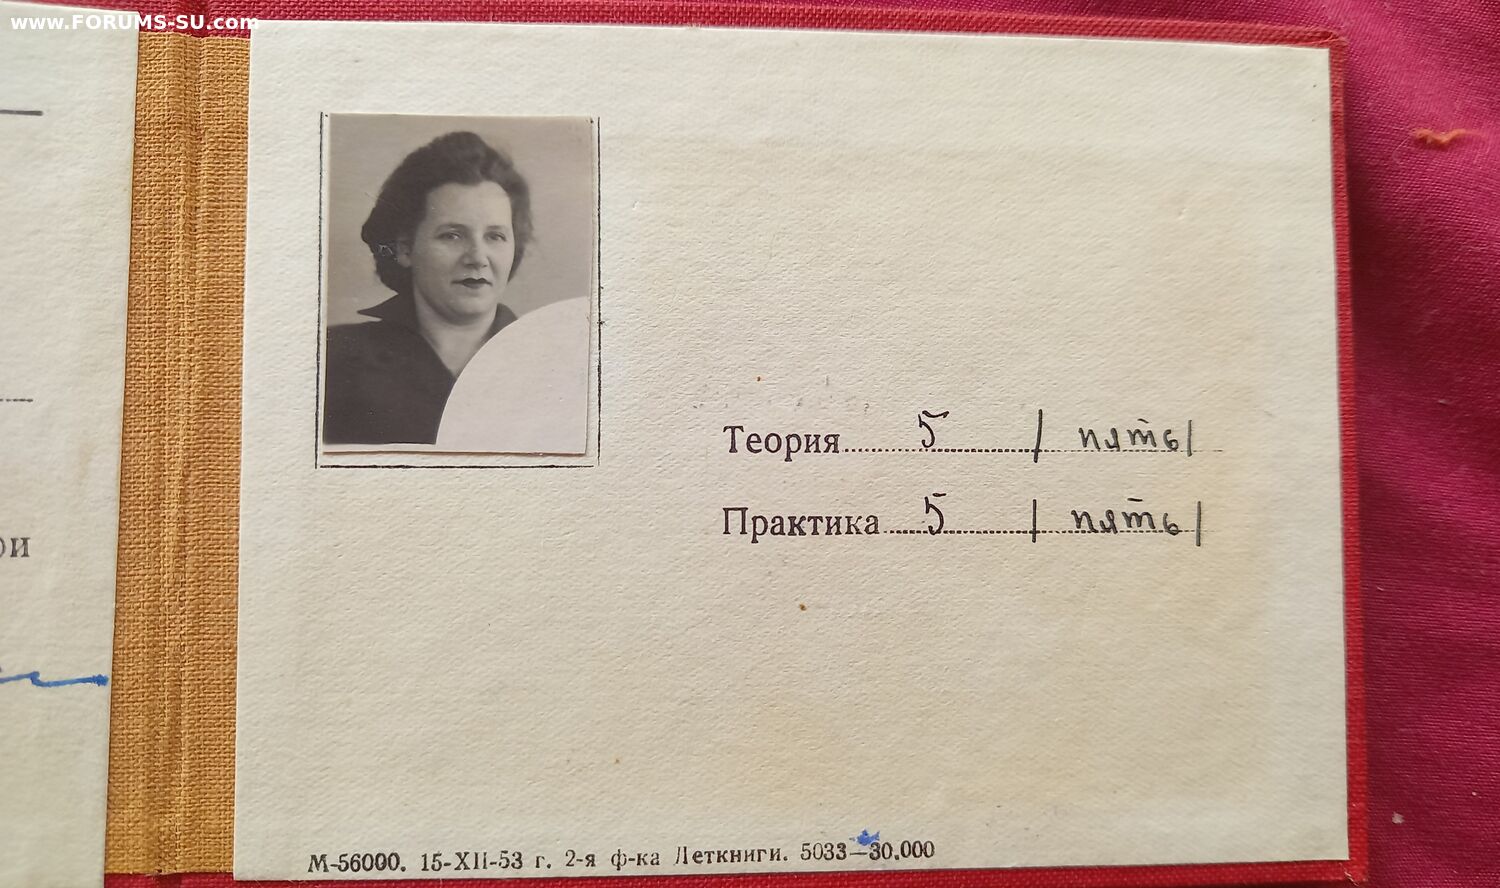 www.FORUMS-SU.com
ри
Теория 5 / пять/
Практика 5 / пять/
М-56000. 15-XII-53 г. 2-я ф-ка Леткниги. 5033—30.000